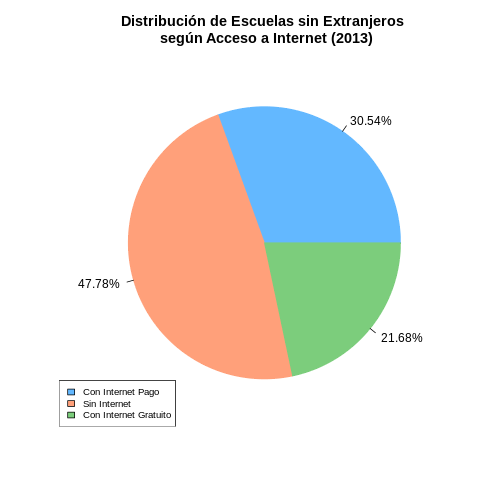 Distribución de Escuelas sin Extranjeros
según Acceso a Internet (2013)
30.54%
47.78%
21.68%
Con Internet Pago
Sin Internet
Con Internet Gratuito